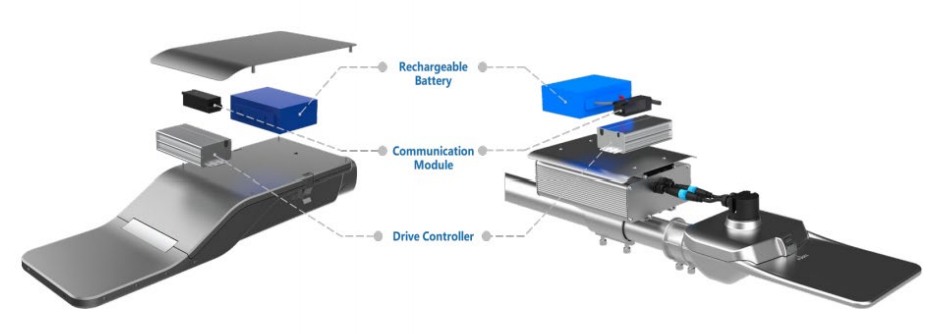 Rechargeable
Battery
Communication
Module
Drive Controller